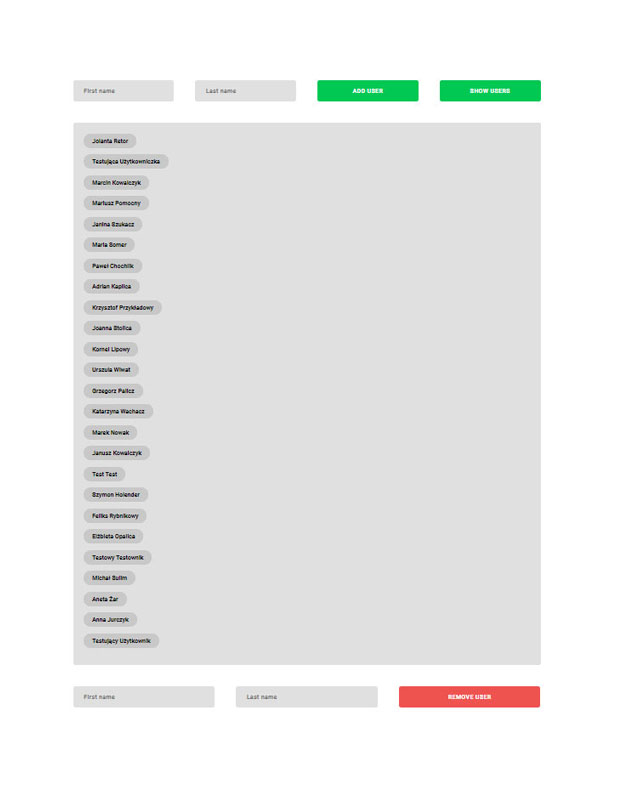 First name
Last name
ADD USER
SHOW USERS
Jolanta Retor
Testująca Użytkowniczka
Marcin Kowalczyk
Mariusz Pomocny
Janina Szukacz
Maria Somer
Paweł Chochlik
Adrian Kaplica
Krzysztof Przykładowy
Joanna Stolica
Kornel Lipowy
Urszula Wiwat
Grzegorz Palicz
Katarzyna Wachacz
Marek Nowak
Janusz Kowalczyk
Test Test
Szymon Holender
Feliks Rybnikowy
Elżbieta Opalica
Testowy Testownik
Michał Sulim
Aneta Żar
Anna Jurczyk
Testujący Użytkownik
First name
Last name
REMOVE USER